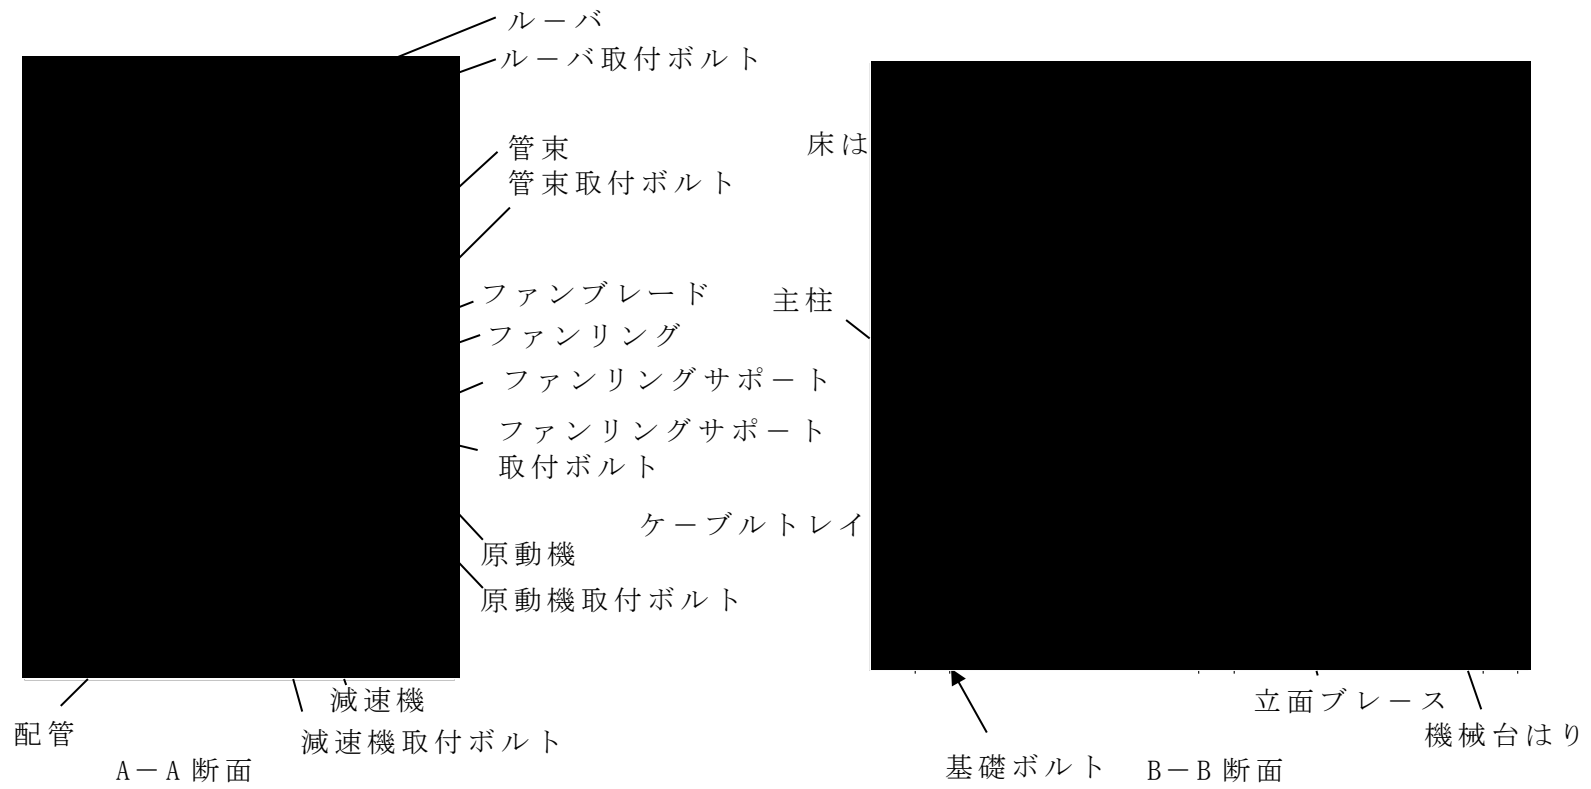 ルーバ
ルーバ取付ボルト
管束
管束取付ボルト
ファンブレード
ファンリング
ファンリングサポート
ファンリングサポート
取付ボルト
原動機
原動機取付ボルト
減速機
減速機取付ボルト
配管
A－A 断面
床は
主柱
ケーブルトレイ
立面ブレース
機械台はり
基礎ボルト
B－B 断面